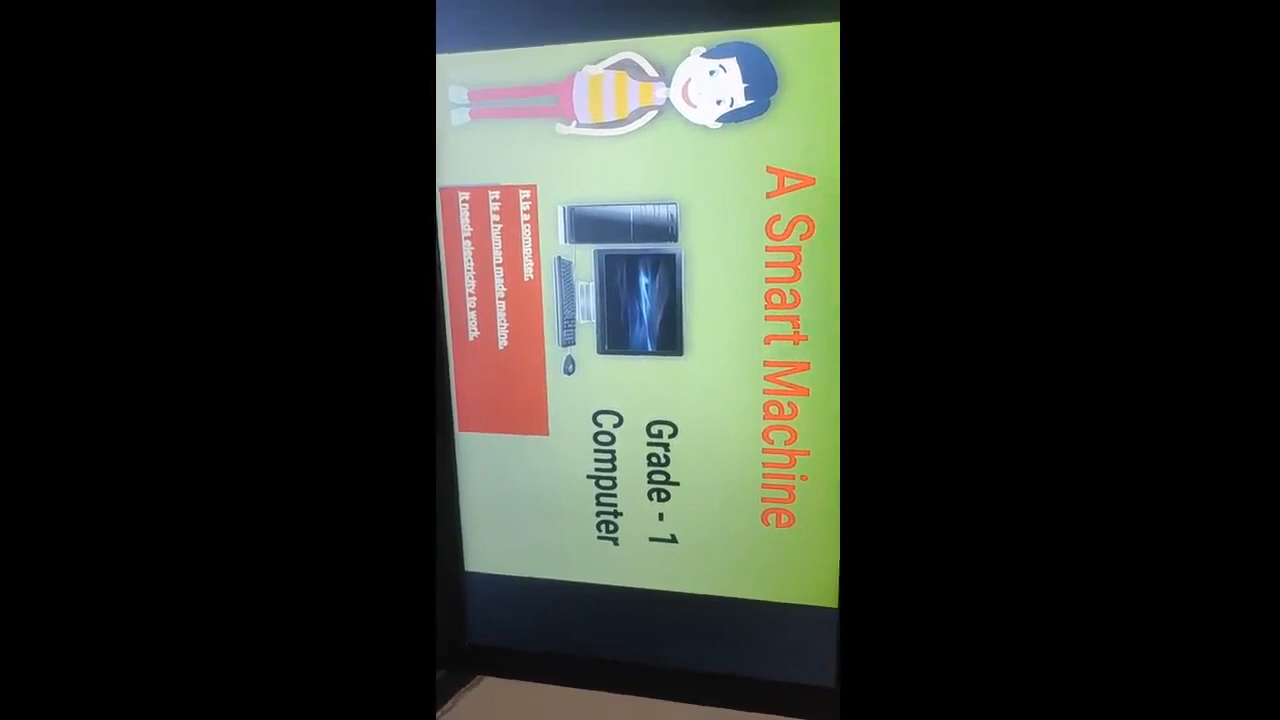 A Smart Machine
Grade - 1
Computer
It is a computer.
It is a human made machine.
It needs electricity to work.